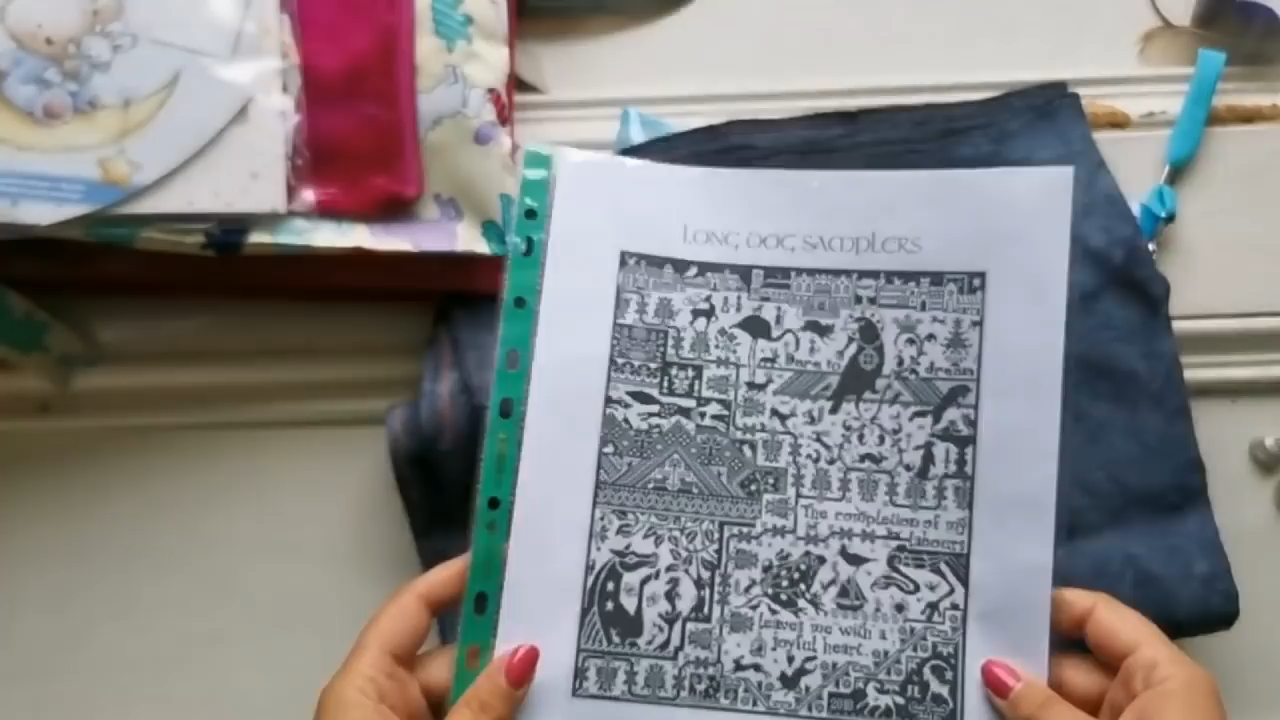 LONG DOG SAMPLERS
Dare to dream
The completion of my
labours
leaves me with a
joyful heart.